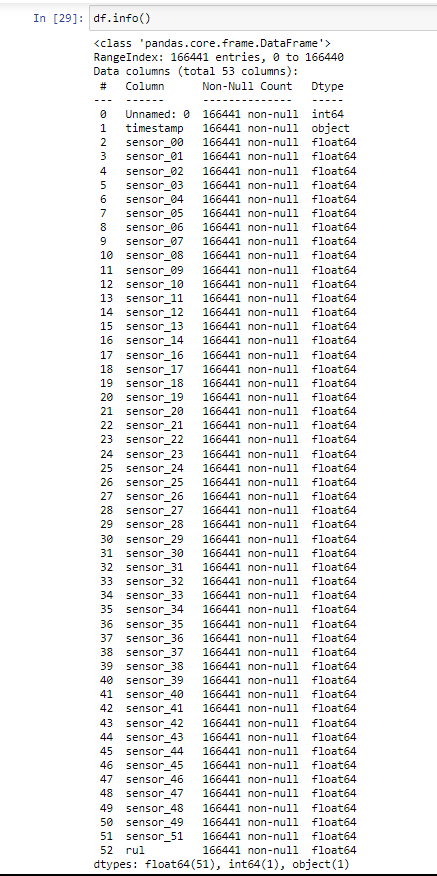 In [29]: df.info()
<class 'pandas.core.frame.DataFrame'>
RangeIndex: 166441 entries, 0 to 166440
Data columns (total 53 columns):
 #   Column      Non-Null Count   Dtype
---  ------      --------------   -----
 0   Unnamed: 0  166441 non-null  int64
 1   timestamp   166441 non-null  object
 2   sensor_00   166441 non-null  float64
 3   sensor_01   166441 non-null  float64
 4   sensor_02   166441 non-null  float64
 5   sensor_03   166441 non-null  float64
 6   sensor_04   166441 non-null  float64
 7   sensor_05   166441 non-null  float64
 8   sensor_06   166441 non-null  float64
 9   sensor_07   166441 non-null  float64
 10  sensor_08   166441 non-null  float64
 11  sensor_09   166441 non-null  float64
 12  sensor_10   166441 non-null  float64
 13  sensor_11   166441 non-null  float64
 14  sensor_12   166441 non-null  float64
 15  sensor_13   166441 non-null  float64
 16  sensor_14   166441 non-null  float64
 17  sensor_16   166441 non-null  float64
 18  sensor_17   166441 non-null  float64
 19  sensor_18   166441 non-null  float64
 20  sensor_19   166441 non-null  float64
 21  sensor_20   166441 non-null  float64
 22  sensor_21   166441 non-null  float64
 23  sensor_22   166441 non-null  float64
 24  sensor_23   166441 non-null  float64
 25  sensor_24   166441 non-null  float64
 26  sensor_25   166441 non-null  float64
 27  sensor_26   166441 non-null  float64
 28  sensor_27   166441 non-null  float64
 29  sensor_28   166441 non-null  float64
 30  sensor_29   166441 non-null  float64
 31  sensor_30   166441 non-null  float64
 32  sensor_31   166441 non-null  float64
 33  sensor_32   166441 non-null  float64
 34  sensor_33   166441 non-null  float64
 35  sensor_34   166441 non-null  float64
 36  sensor_35   166441 non-null  float64
 37  sensor_36   166441 non-null  float64
 38  sensor_37   166441 non-null  float64
 39  sensor_38   166441 non-null  float64
 40  sensor_39   166441 non-null  float64
 41  sensor_40   166441 non-null  float64
 42  sensor_41   166441 non-null  float64
 43  sensor_42   166441 non-null  float64
 44  sensor_43   166441 non-null  float64
 45  sensor_44   166441 non-null  float64
 46  sensor_45   166441 non-null  float64
 47  sensor_46   166441 non-null  float64
 48  sensor_47   166441 non-null  float64
 49  sensor_48   166441 non-null  float64
 50  sensor_49   166441 non-null  float64
 51  sensor_51   166441 non-null  float64
 52  rul         166441 non-null  float64
dtypes: float64(51), int64(1), object(1)